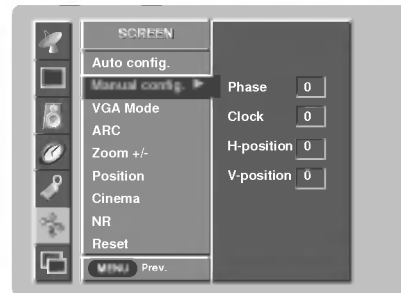 SCREEN
Auto config.
Manual config.
VGA Mode
ARC
Zoom +/-
Position
Cinema
NR
Reset
MENU Prev.
Phase 0
Clock 0
H-position 0
V-position 0